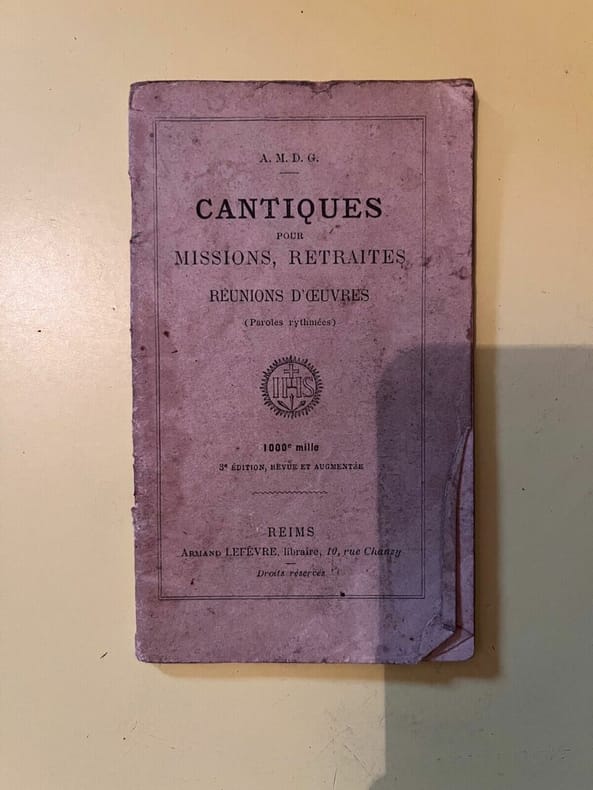 A. M. D. G.
CANTIQUES
POUR
MISSIONS, RETRAITES
RÉUNIONS D'ŒUVRES
(Paroles rythmées)
IHS
1000e mille
3e ÉDITION, REVUE ET AUGMENTÉE
REIMS
ARMAND LEFÈVRE, libraire, 10, rue Chanzy
Droits réservés